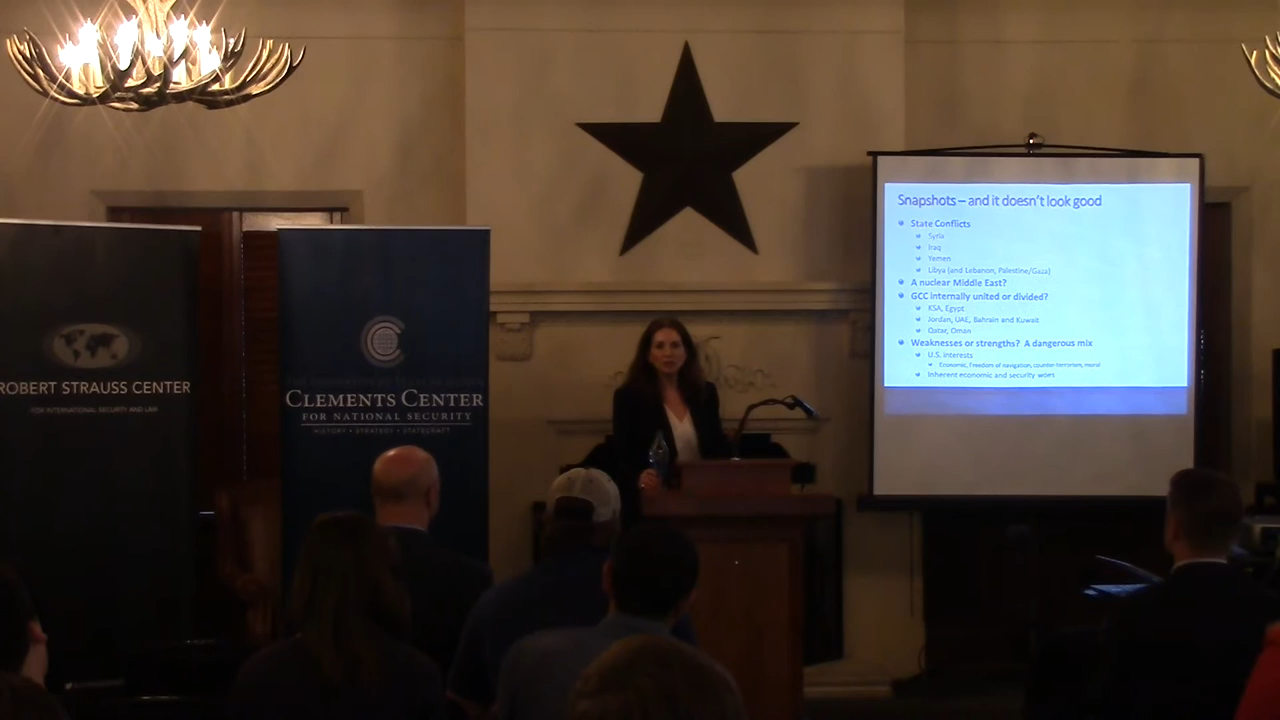 ROBERT STRAUSS CENTER
FOR INTERNATIONAL SECURITY AND LAW
CLEMENTS CENTER
FOR NATIONAL SECURITY
HISTORY • STRATEGY • STATECRAFT
Snapshots – and it doesn't look good
State Conflicts
Syria
Iraq
Yemen
Libya (and Lebanon, Palestine/Gaza)
A nuclear Middle East?
GCC internally united or divided?
KSA, Egypt
Jordan, UAE, Bahrain and Kuwait
Qatar, Oman
Weaknesses or strengths? A dangerous mix
U.S. interests
Economic, Freedom of navigation, counter-terrorism, moral
Inherent economic and security woes